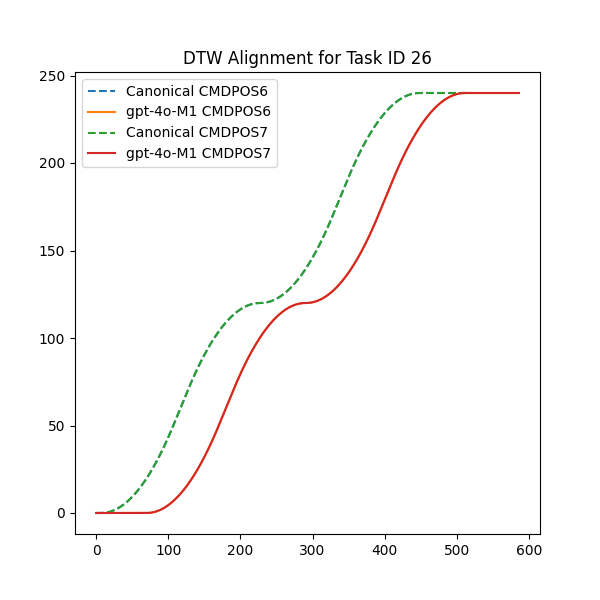 DTW Alignment for Task ID 26
250
200
150
100
50
0
Canonical CMDPOS6
gpt-4o-M1 CMDPOS6
Canonical CMDPOS7
gpt-4o-M1 CMDPOS7
0 100 200 300 400 500 600